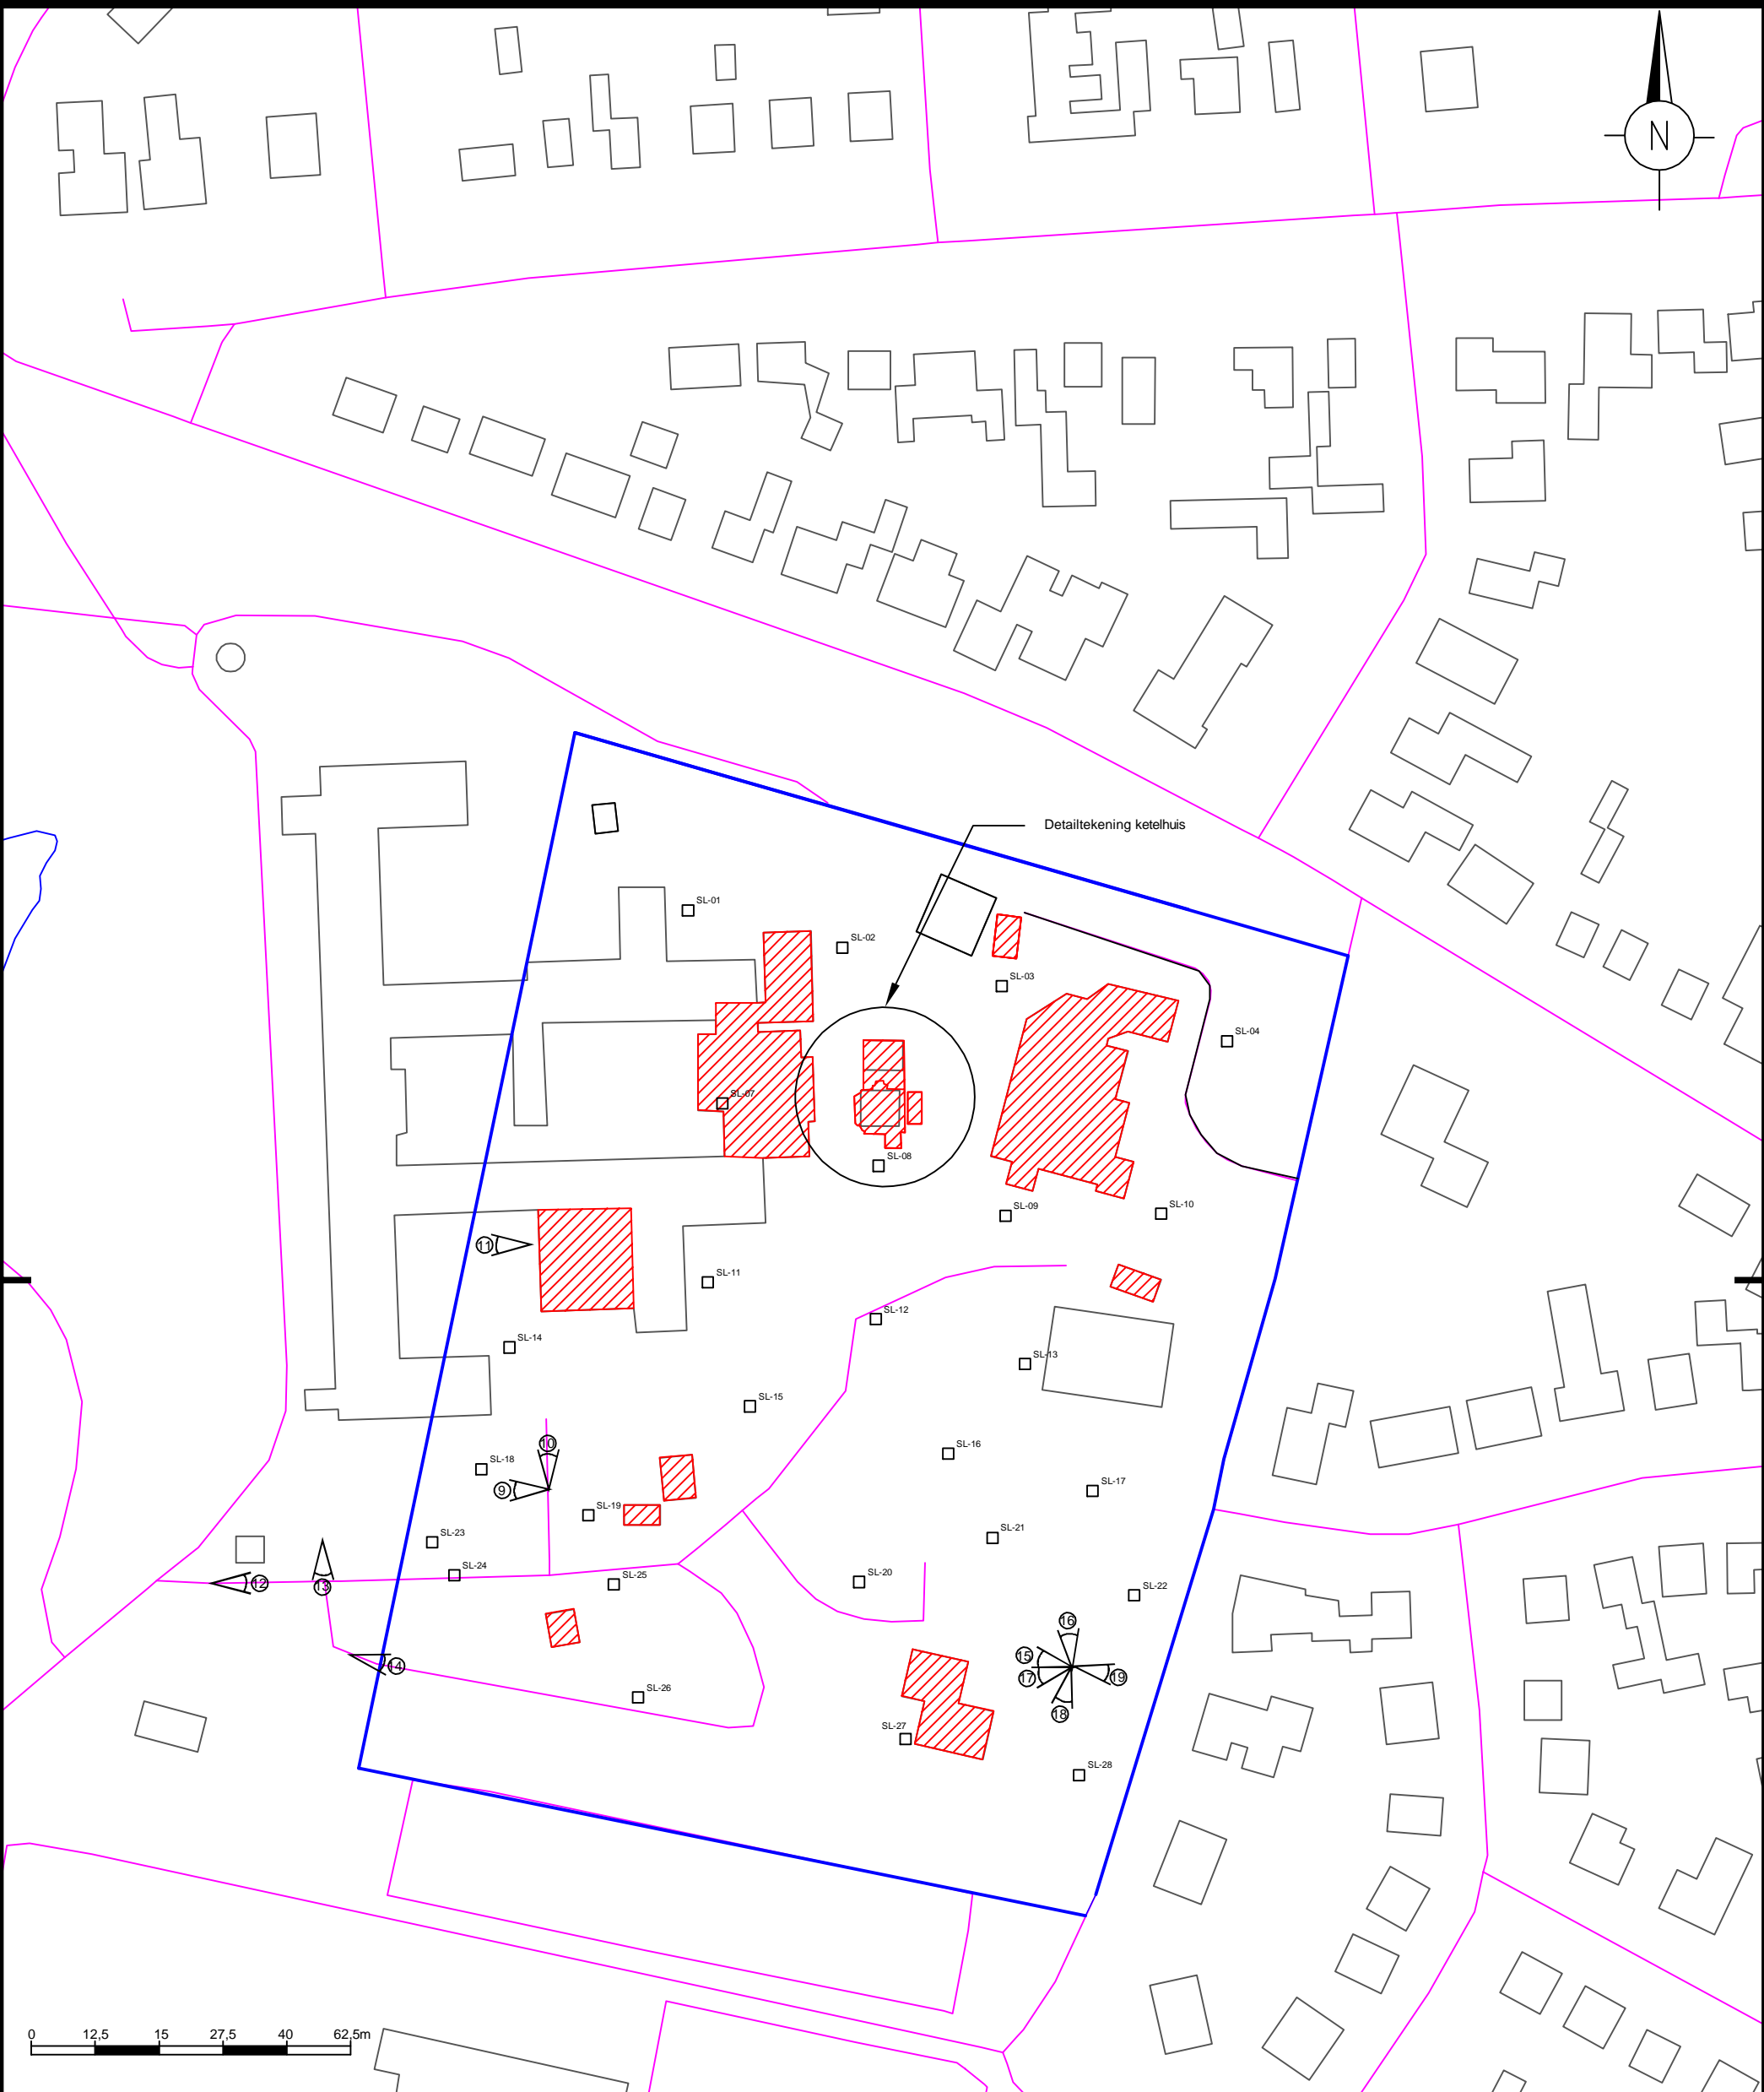 N
Detailtekening ketelhuis
SL-01
SL-02
SL-03
SL-04
SL-07
SL-08
SL-09
SL-10
11
SL-11
SL-12
SL-14
SL-13
SL-15
10
SL-16
SL-18
9
SL-17
SL-19
SL-23
SL-21
SL-24
12
13
SL-25
SL-20
SL-22
16
15
14
17
19
SL-26
18
SL-27
SL-28
0 12,5 15 27,5 40 62,5m